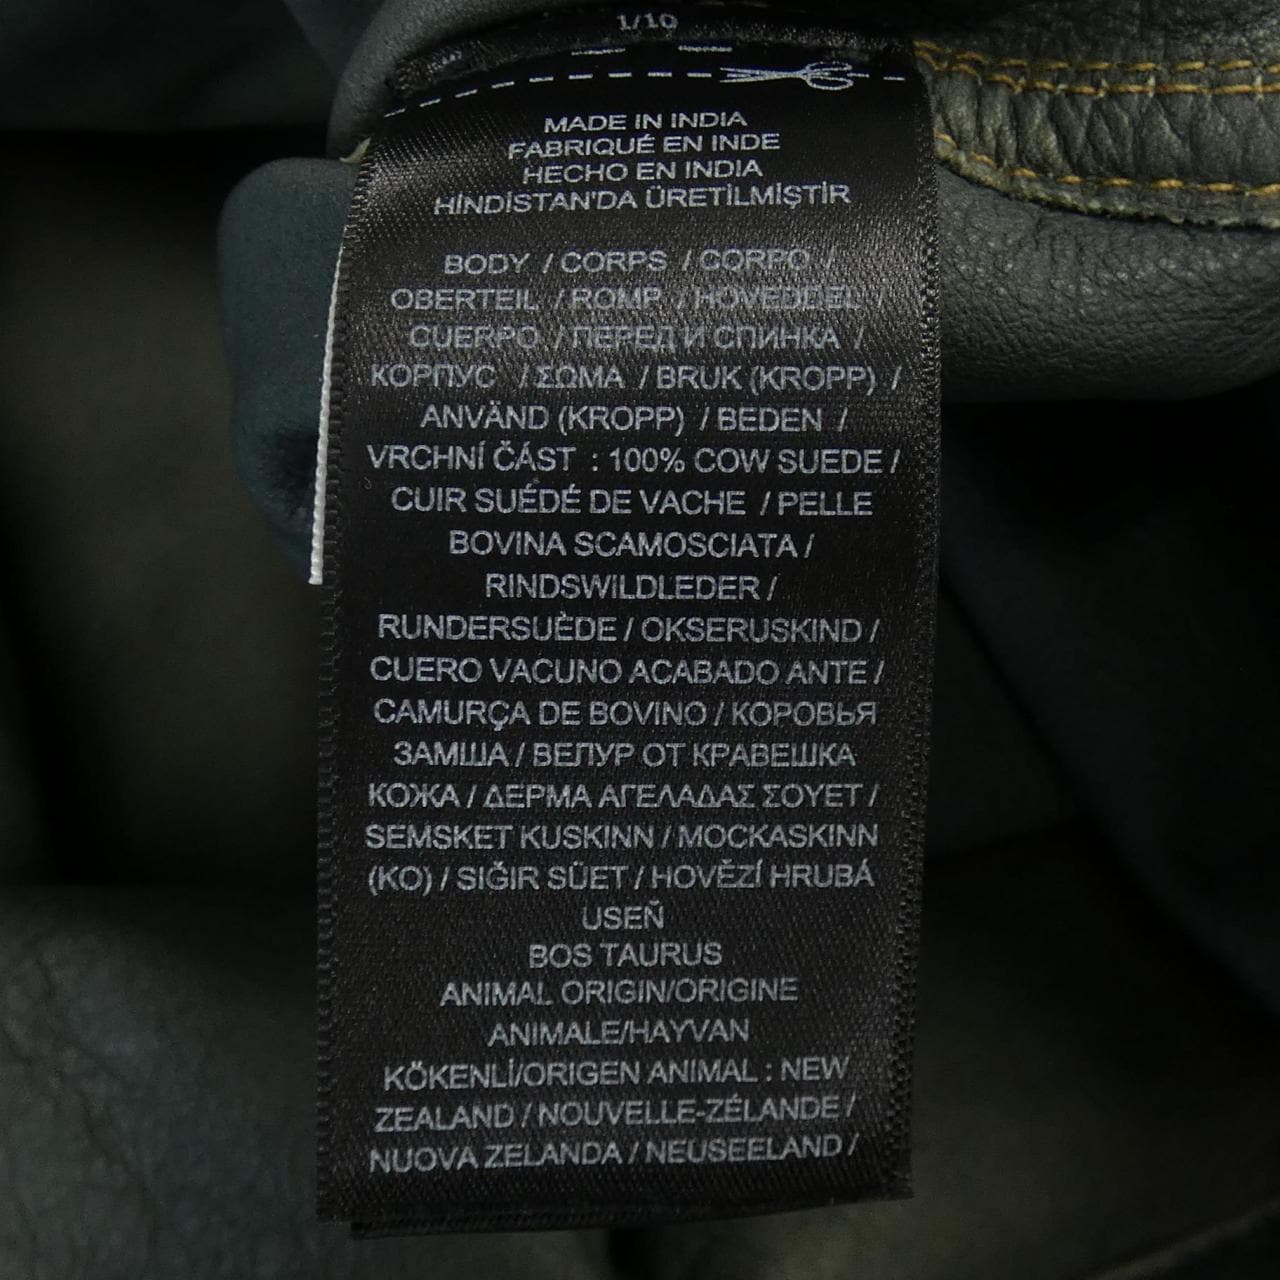 1/10
MADE IN INDIA
FABRIQUÉ EN INDE
HECHO EN INDIA
HİNDİSTAN'DA ÜRETİLMİŞTİR
BODY / CORPS / CORPO /
OBERTEIL / ROMP / HOVEDDEL /
CUERPO / ПЕРЕД И СПИНКА /
КОРПУС / ΣΩΜΑ / BRUK (KROPP) /
ANVÄND (KROPP) / BEDEN /
VRCHNÍ ČÁST : 100% COW SUEDE /
CUIR SUÉDÉ DE VACHE / PELLE
BOVINA SCAMOSCIATA /
RINDSWILDLEDER /
RUNDERSUÈDE / OKSERUSKIND /
CUERO VACUNO ACABADO ANTE /
CAMURÇA DE BOVINO / КОРОВЬЯ
ЗАМША / ВЕЛУР ОТ КРАВЕШКА
КОЖА / ΔΕΡΜΑ ΑΓΕΛΑΔΑΣ ΣΟΥΕΤ /
SEMSKET KUSKINN / MOCKASKINN
(KO) / SIĞIR SÜET / HOVĚZÍ HRUBÁ
USEŇ
BOS TAURUS
ANIMAL ORIGIN/ORIGINE
ANIMALE/HAYVAN
KÖKENLİ/ORIGEN ANIMAL : NEW
ZEALAND / NOUVELLE-ZÉLANDE /
NUOVA ZELANDA / NEUSEELAND /